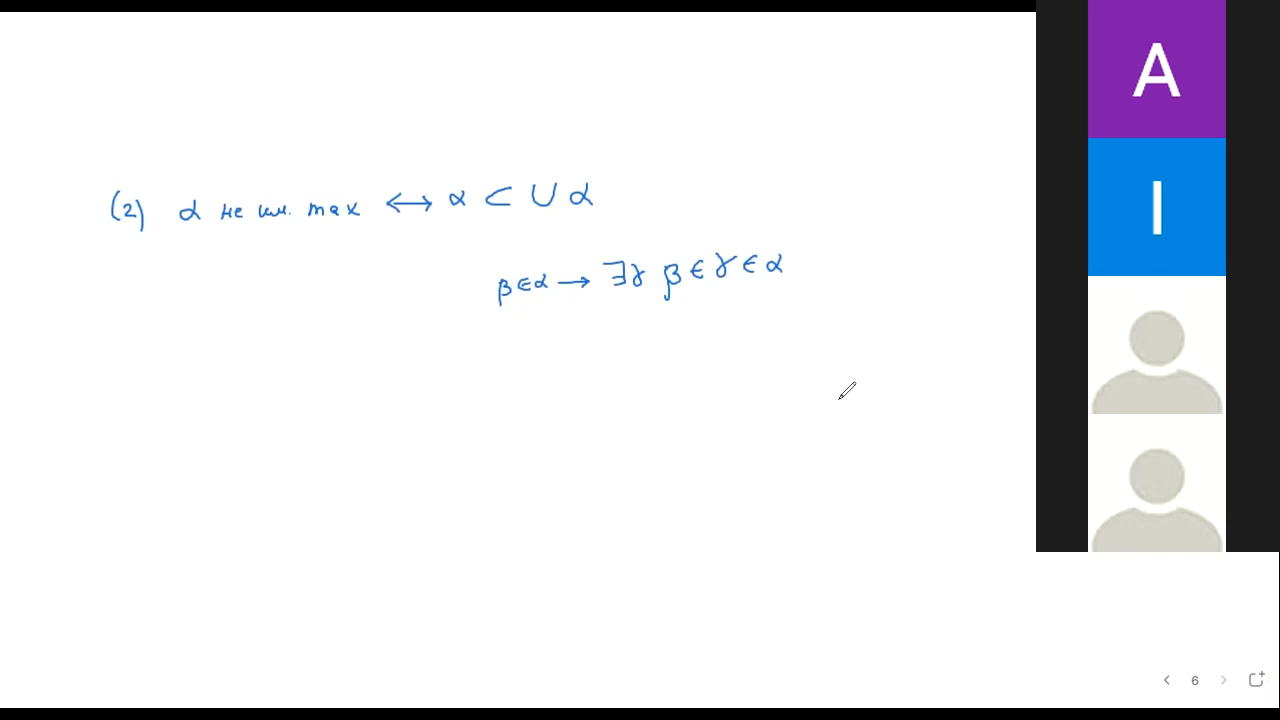 (2) α не им. max ⟷ α ⊂ ∪ α
β ∈ α → ∃γ β ∈ γ ∈ α
A
I
6